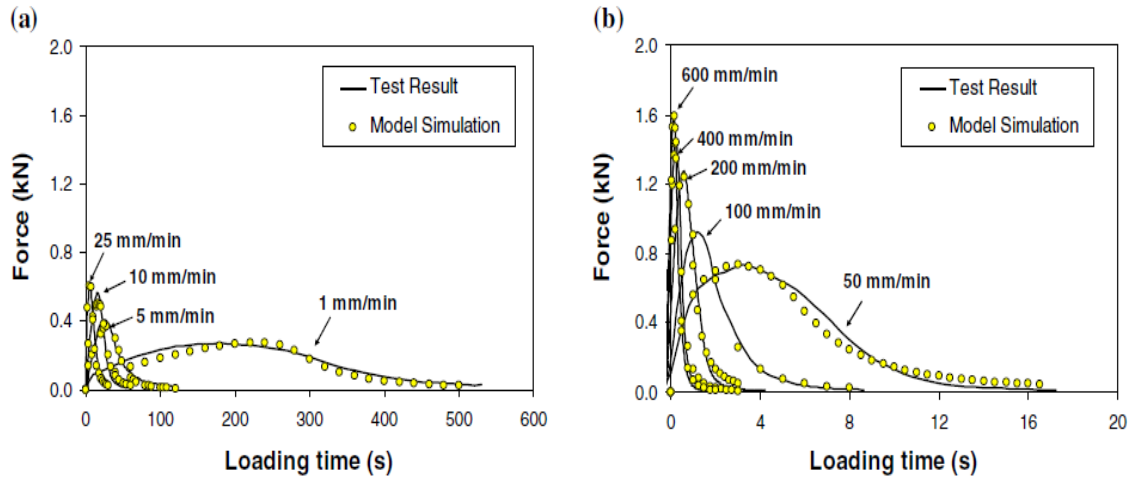 (a)
2.0
1.6
1.2
0.8
0.4
0.0
Force (kN)
Test Result
Model Simulation
25 mm/min
10 mm/min
5 mm/min
1 mm/min
0 100 200 300 400 500 600
Loading time (s)
(b)
2.0
1.6
1.2
0.8
0.4
0.0
Force (kN)
Test Result
Model Simulation
600 mm/min
400 mm/min
200 mm/min
100 mm/min
50 mm/min
0 4 8 12 16 20
Loading time (s)